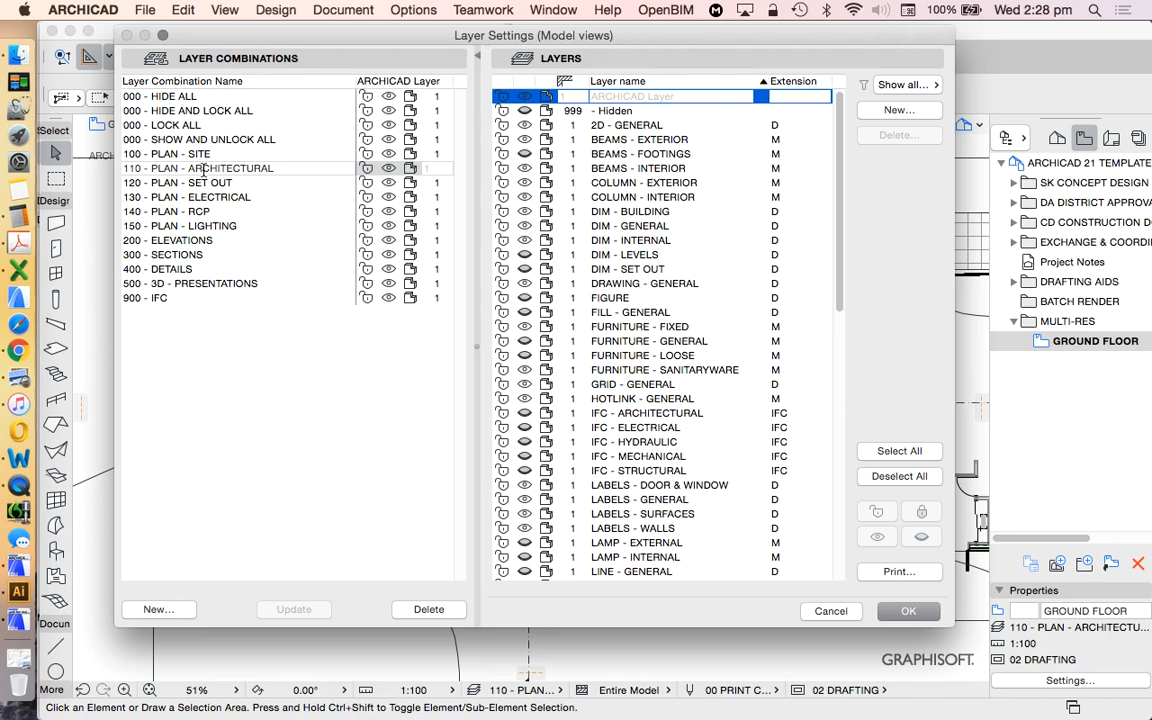 ARCHICAD File Edit View Design Document Options Teamwork Window Help OpenBIM 100% Wed 2:28 pm
Layer Settings (Model views)
LAYER COMBINATIONS
Layer Combination Name ARCHICAD Layer
000 - HIDE ALL 1
000 - HIDE AND LOCK ALL 1
000 - LOCK ALL 1
000 - SHOW AND UNLOCK ALL 1
100 - PLAN - SITE 1
110 - PLAN - ARCHITECTURAL 1
120 - PLAN - SET OUT 1
130 - PLAN - ELECTRICAL 1
140 - PLAN - RCP 1
150 - PLAN - LIGHTING 1
200 - ELEVATIONS 1
300 - SECTIONS 1
400 - DETAILS 1
500 - 3D - PRESENTATIONS 1
900 - IFC 1
New... Update Delete
LAYERS
Layer name Extension
1 ARCHICAD Layer
999 - Hidden
1 2D - GENERAL D
1 BEAMS - EXTERIOR M
1 BEAMS - FOOTINGS M
1 BEAMS - INTERIOR M
1 COLUMN - EXTERIOR M
1 COLUMN - INTERIOR M
1 DIM - BUILDING D
1 DIM - GENERAL D
1 DIM - INTERNAL D
1 DIM - LEVELS D
1 DIM - SET OUT D
1 DRAWING - GENERAL D
1 FIGURE D
1 FILL - GENERAL D
1 FURNITURE - FIXED M
1 FURNITURE - GENERAL M
1 FURNITURE - LOOSE M
1 FURNITURE - SANITARYWARE M
1 GRID - GENERAL D
1 HOTLINK - GENERAL M
1 IFC - ARCHITECTURAL IFC
1 IFC - ELECTRICAL IFC
1 IFC - HYDRAULIC IFC
1 IFC - MECHANICAL IFC
1 IFC - STRUCTURAL IFC
1 LABELS - DOOR & WINDOW D
1 LABELS - GENERAL D
1 LABELS - SURFACES D
1 LABELS - WALLS D
1 LAMP - EXTERNAL M
1 LAMP - INTERNAL M
1 LINE - GENERAL D
Show all...
New...
Delete...
Select All
Deselect All
Print...
Cancel OK
Select
Design
Docun
More
ARCH
ARCHICAD 21 TEMPLATE
SK CONCEPT DESIGN
DA DISTRICT APPROVA
CD CONSTRUCTION D
EXCHANGE & COORDI
Project Notes
DRAFTING AIDS
BATCH RENDER
MULTI-RES
GROUND FLOOR
Properties
GROUND FLOOR
110 - PLAN - ARCHITECTU...
1:100
02 DRAFTING
Settings...
GRAPHISOFT.
51% 0.00° 1:100 110 - PLAN... Entire Model 00 PRINT C... 02 DRAFTING
Click an Element or Draw a Selection Area. Press and Hold Ctrl+Shift to Toggle Element/Sub-Element Selection.